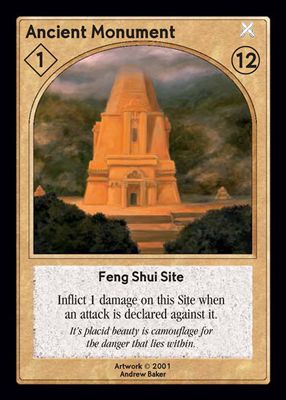 Ancient Monument
1
12
Feng Shui Site
Inflict 1 damage on this Site when
an attack is declared against it.
It's placid beauty is camouflage for
the danger that lies within.
Artwork © 2001
Andrew Baker